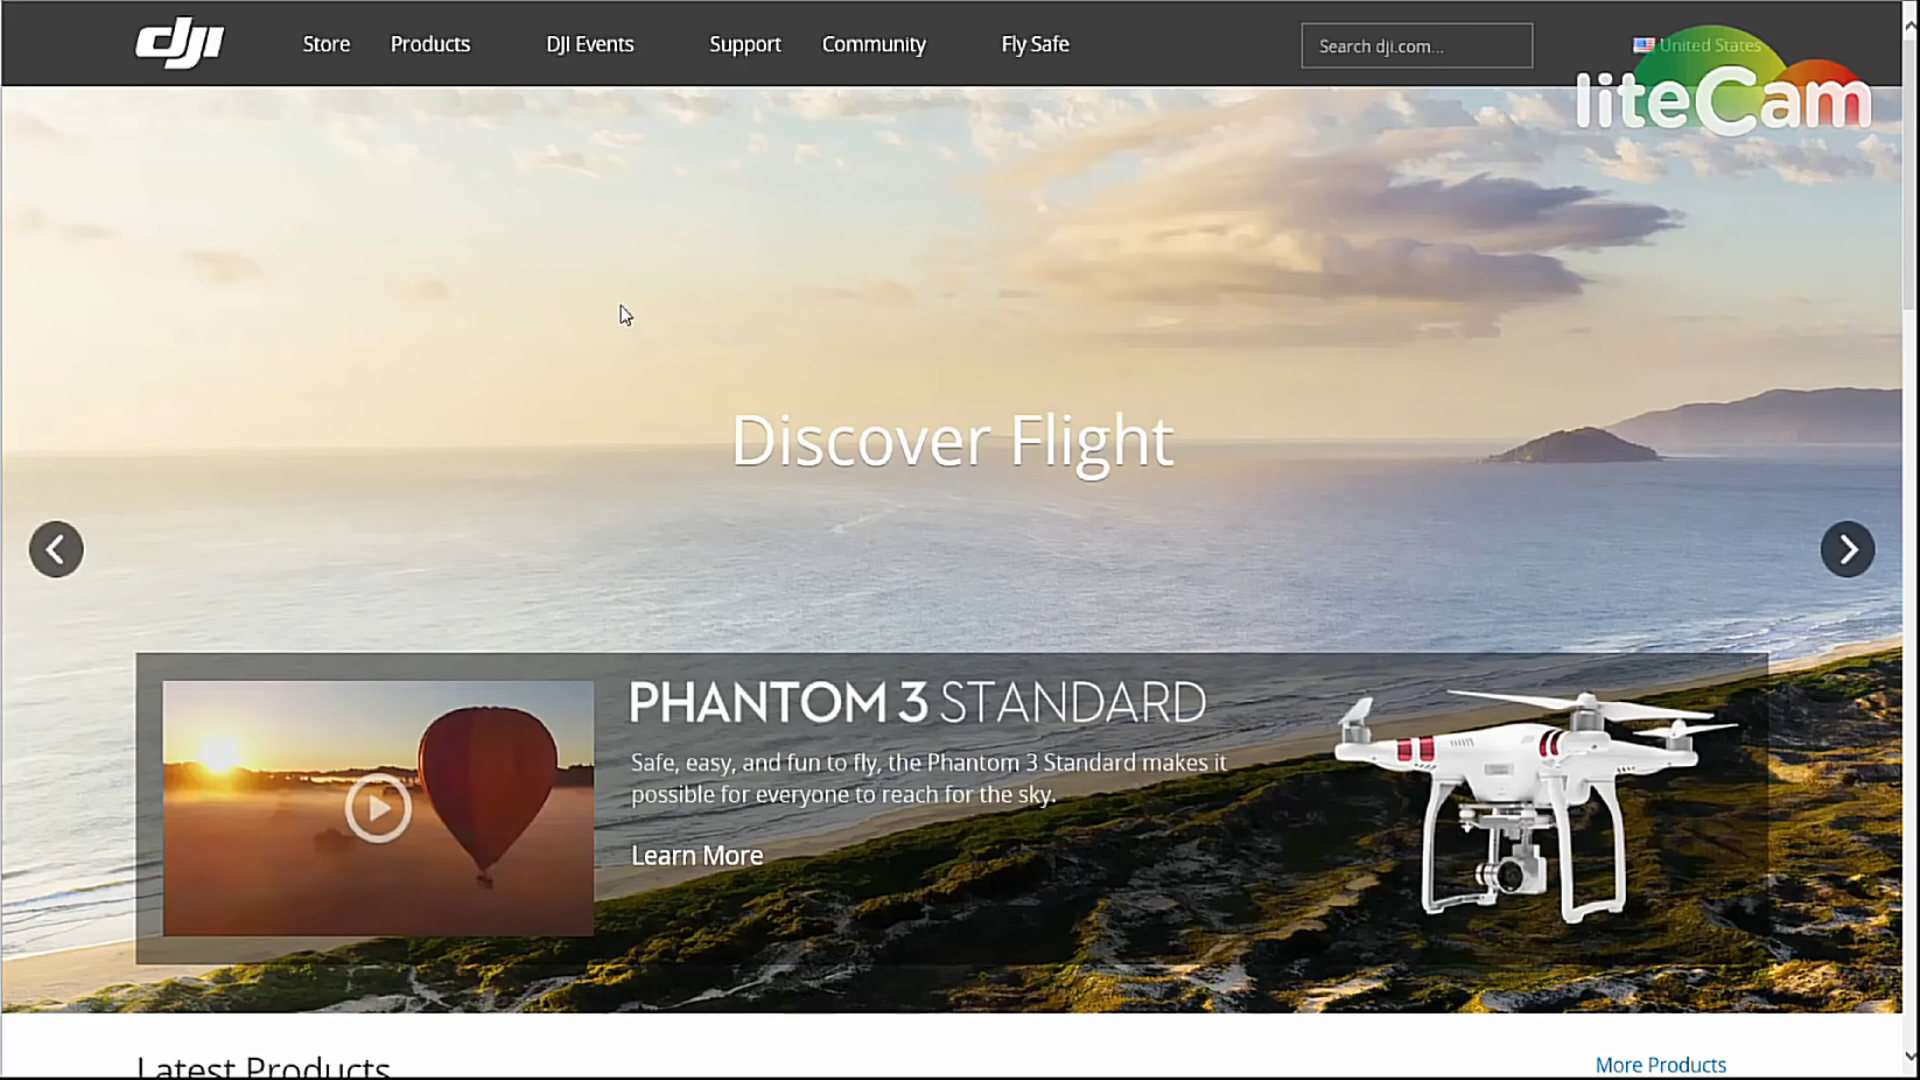 dji
Store
Products
DJI Events
Support
Community
Fly Safe
Search dji.com...
United States
liteCam
Discover Flight
PHANTOM 3 STANDARD
Safe, easy, and fun to fly, the Phantom 3 Standard makes it
possible for everyone to reach for the sky.
Learn More
Latest Products
More Products